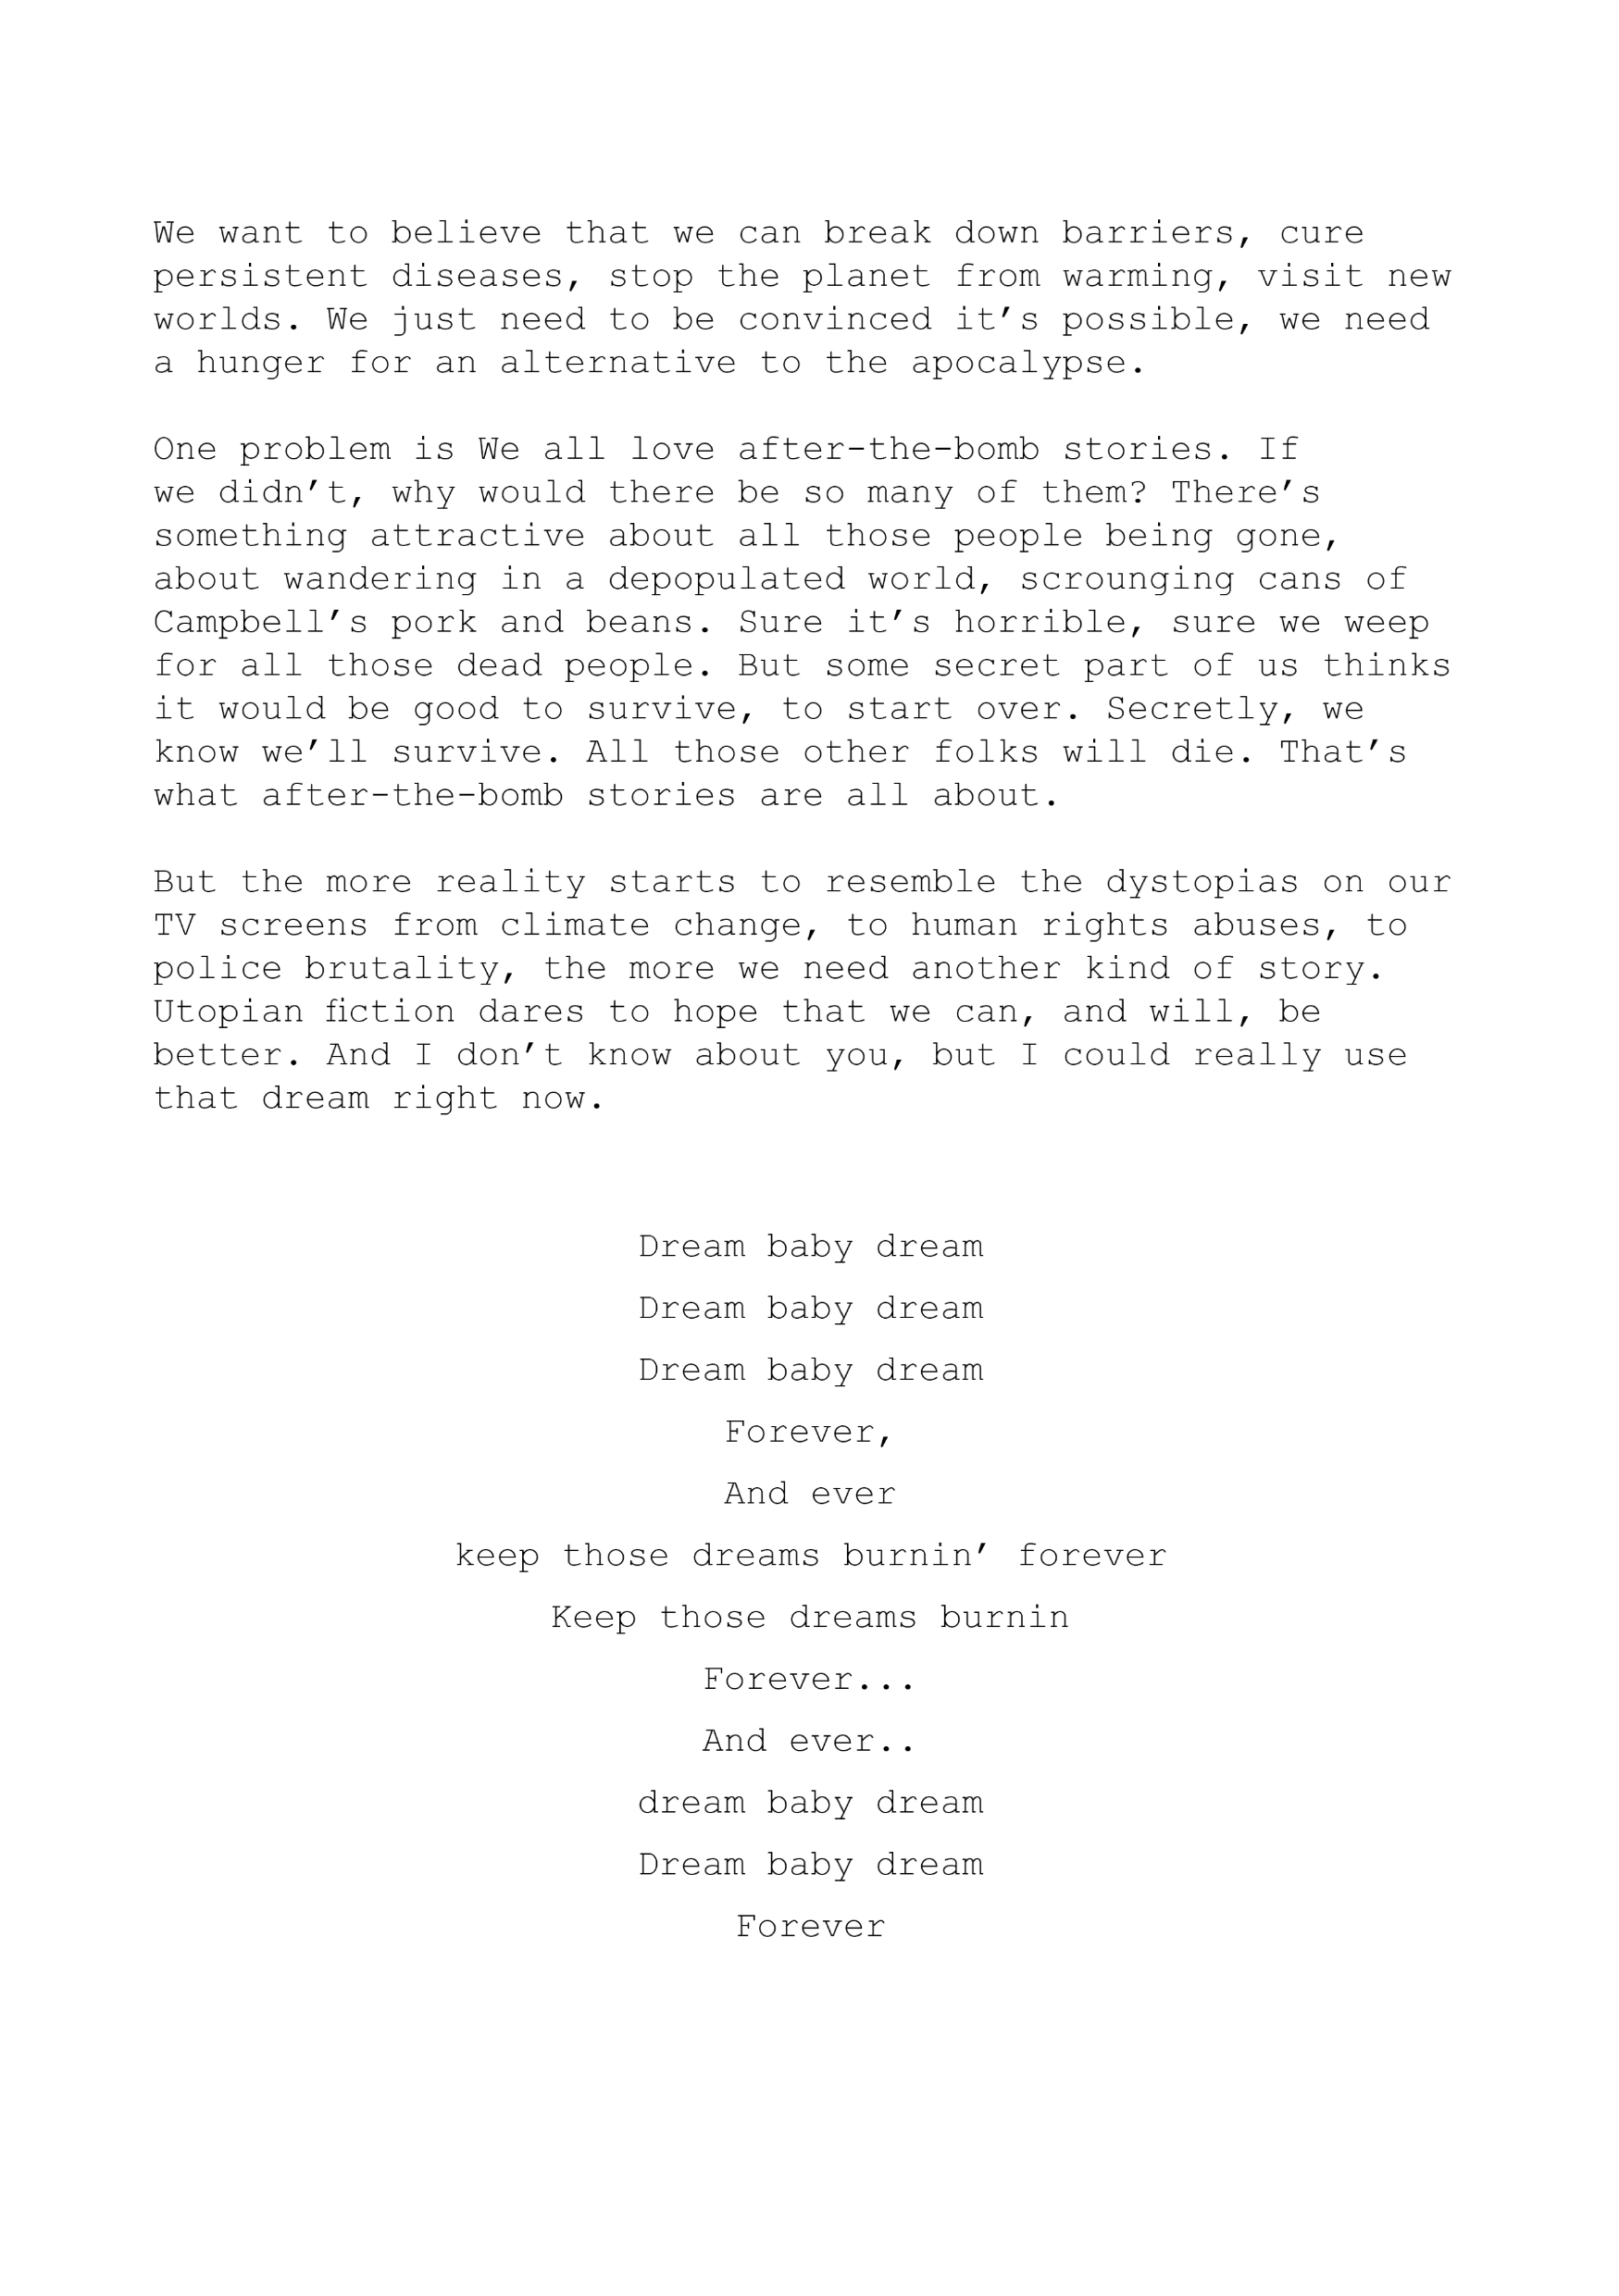 We want to believe that we can break down barriers, cure
persistent diseases, stop the planet from warming, visit new
worlds. We just need to be convinced it’s possible, we need
a hunger for an alternative to the apocalypse.
One problem is We all love after-the-bomb stories. If
we didn’t, why would there be so many of them? There’s
something attractive about all those people being gone,
about wandering in a depopulated world, scrounging cans of
Campbell’s pork and beans. Sure it’s horrible, sure we weep
for all those dead people. But some secret part of us thinks
it would be good to survive, to start over. Secretly, we
know we’ll survive. All those other folks will die. That’s
what after-the-bomb stories are all about.
But the more reality starts to resemble the dystopias on our
TV screens from climate change, to human rights abuses, to
police brutality, the more we need another kind of story.
Utopian fiction dares to hope that we can, and will, be
better. And I don’t know about you, but I could really use
that dream right now.
Dream baby dream
Dream baby dream
Dream baby dream
Forever,
And ever
keep those dreams burnin’ forever
Keep those dreams burnin
Forever...
And ever..
dream baby dream
Dream baby dream
Forever